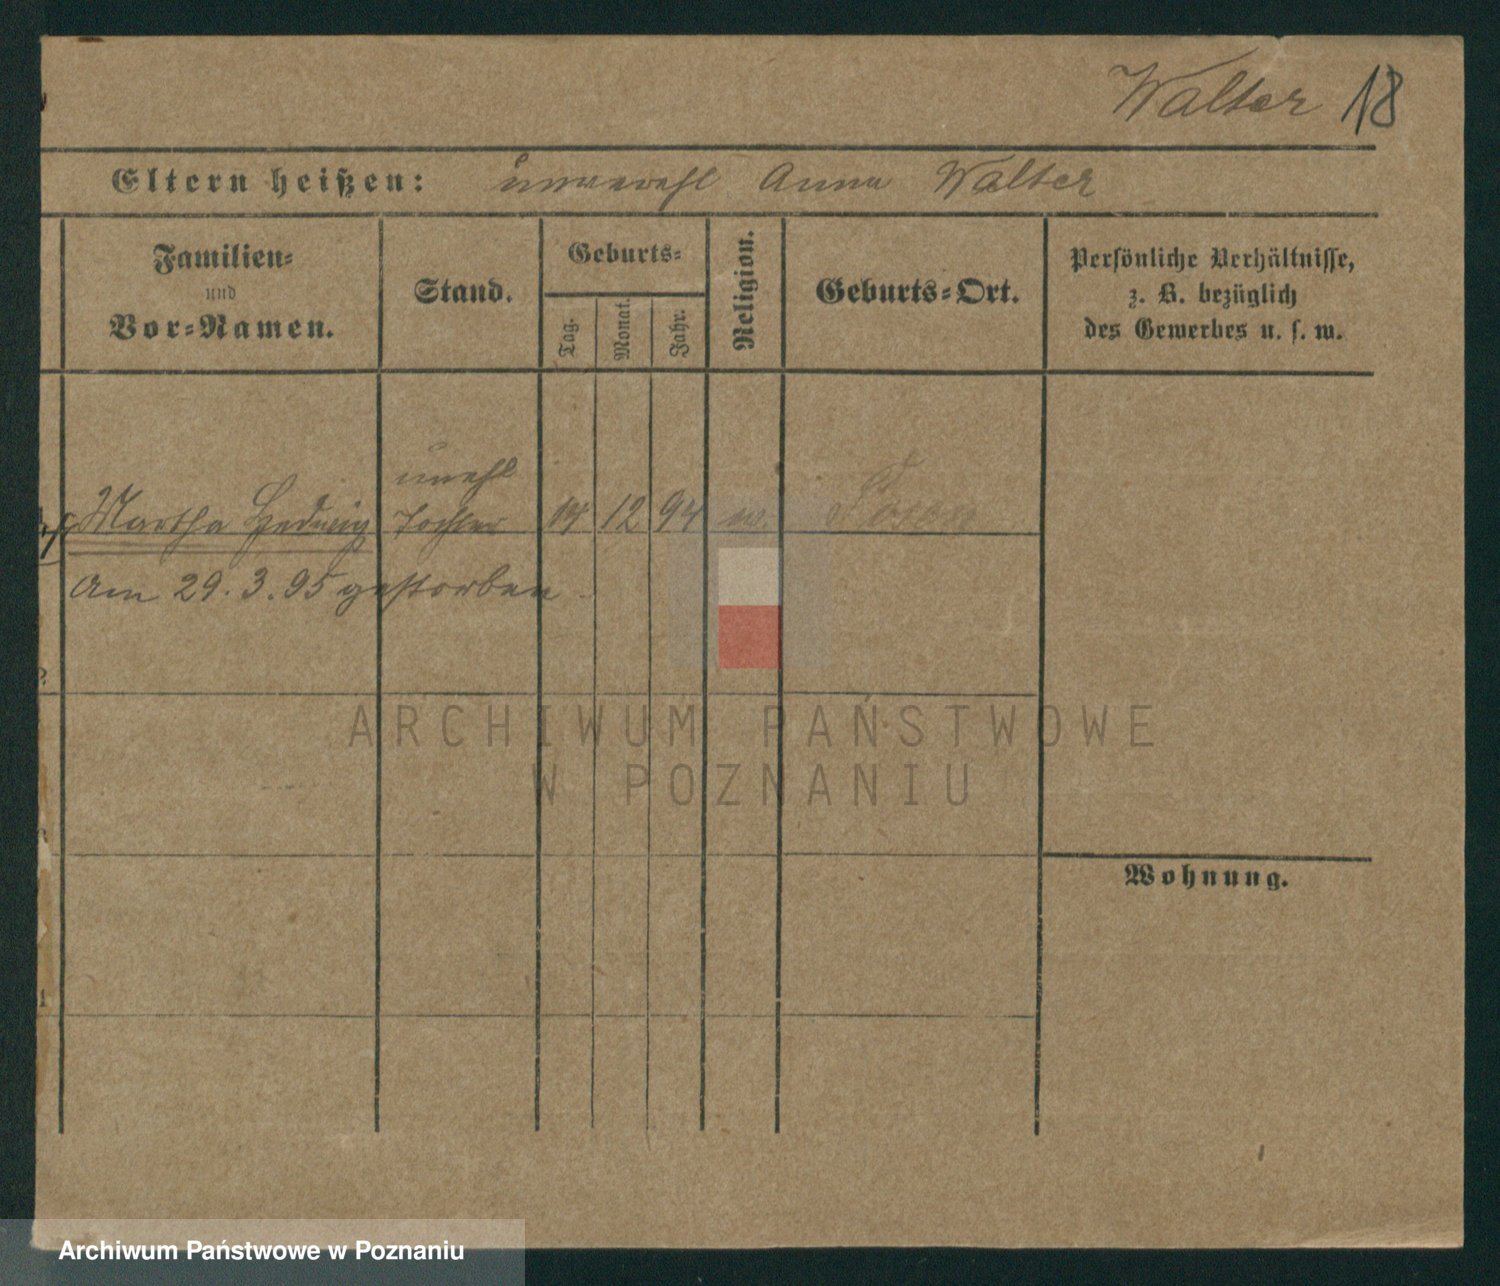 Walter 18
Eltern heißen: unverehl Anna Walter
Familien-
und
Vor-Namen.
Stand.
Geburts-
Tag.
Monat.
Jahr.
Religion.
Geburts-Ort.
Persönliche Verhältnisse,
z. B. bezüglich
des Gewerbes u. s. w.
unehl
Martha Hedwig Tochter 14 12 94 Posen
am 29. 3. 95 gestorben.
Wohnung.
ARCHIWUM PAŃSTWOWE
W POZNANIU
Archiwum Państwowe w Poznaniu